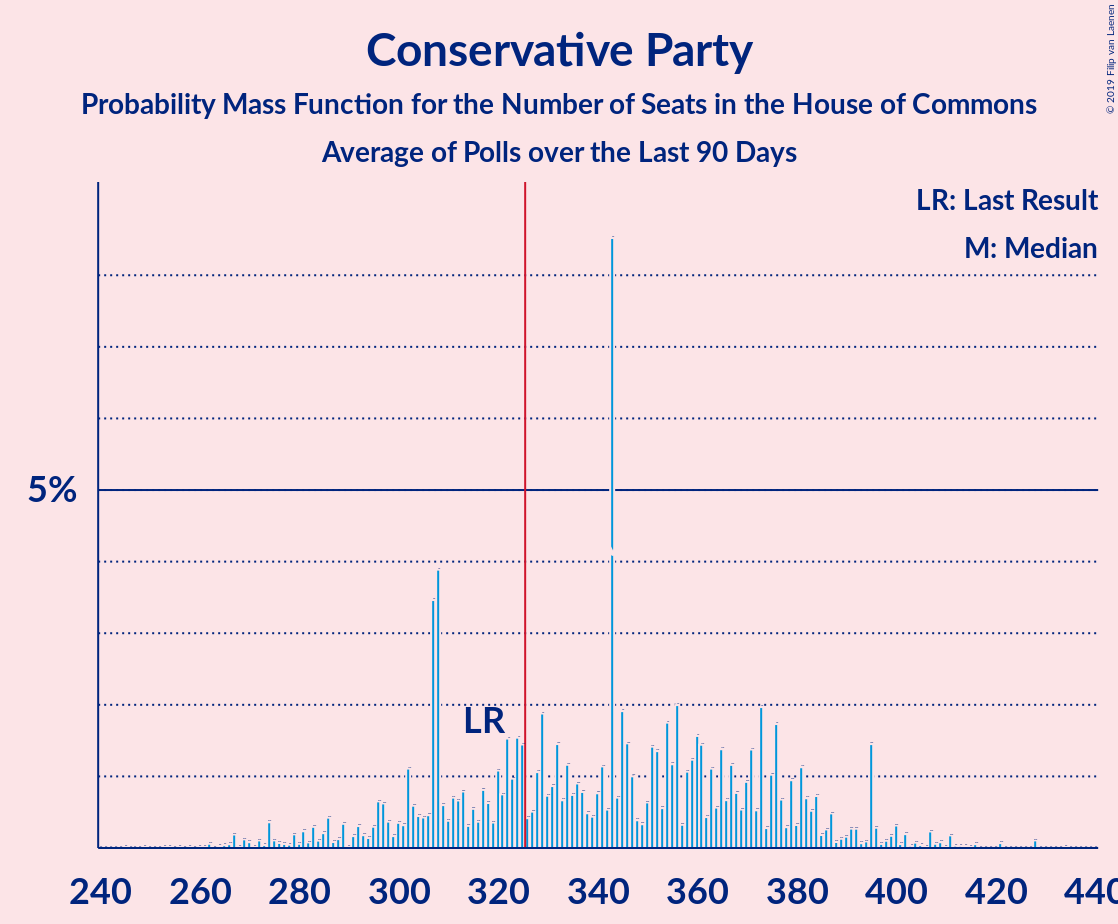 Conservative Party
Probability Mass Function for the Number of Seats in the House of Commons
Average of Polls over the Last 90 Days
© 2019 Filip van Laenen
LR: Last Result
M: Median
5%
LR
240 260 280 300 320 340 360 380 400 420 440